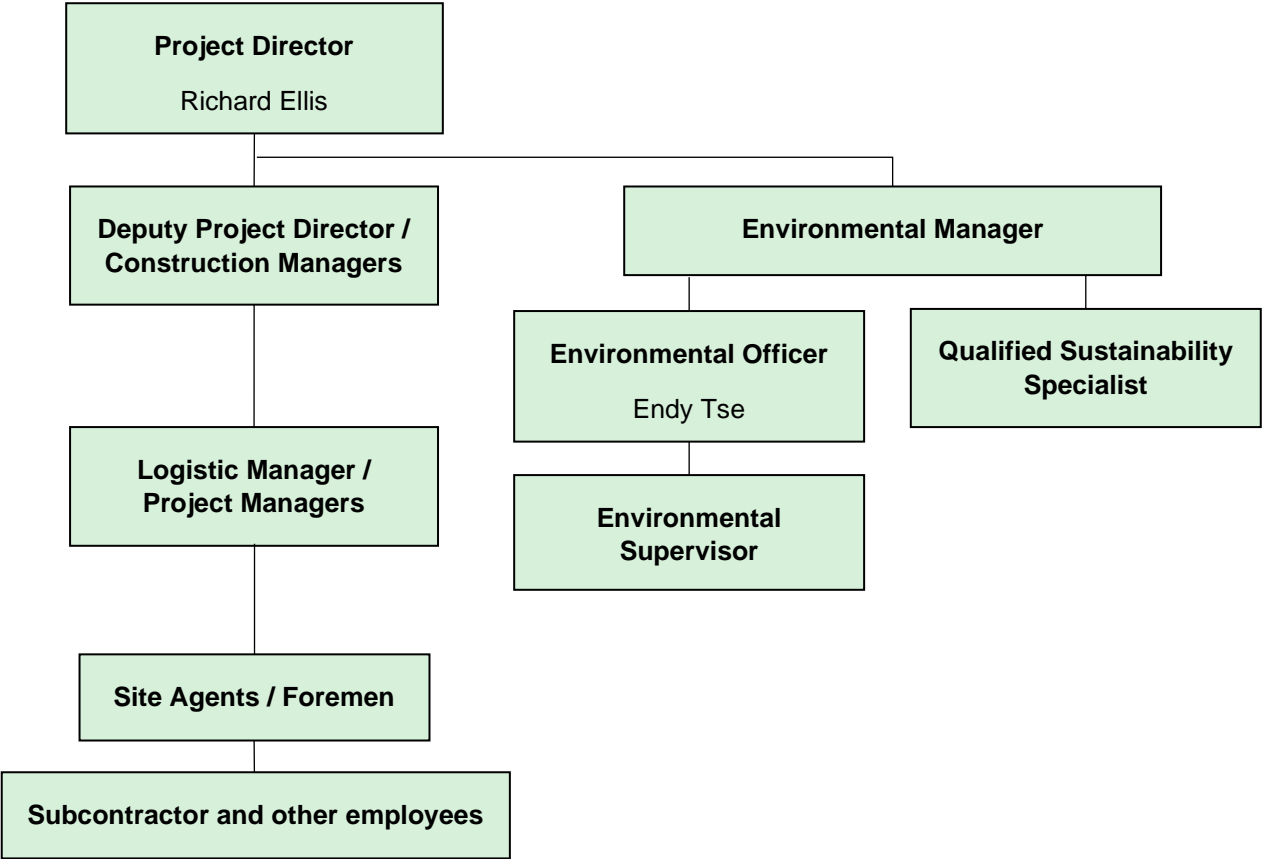 Project Director
Richard Ellis
Deputy Project Director /
Construction Managers
Environmental Manager
Environmental Officer
Endy Tse
Qualified Sustainability
Specialist
Logistic Manager /
Project Managers
Environmental
Supervisor
Site Agents / Foremen
Subcontractor and other employees